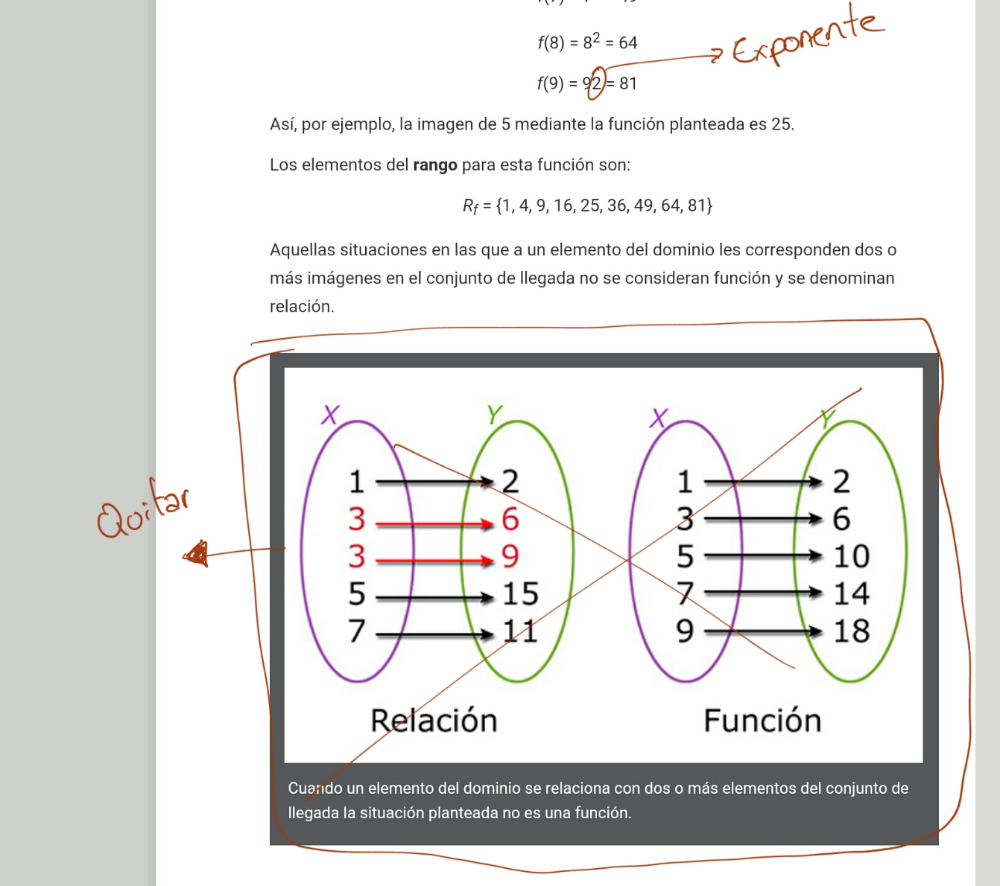 f(8) = 8² = 64
Exponente
f(9) = 92 = 81
Así, por ejemplo, la imagen de 5 mediante la función planteada es 25.
Los elementos del rango para esta función son:
Rf = {1, 4, 9, 16, 25, 36, 49, 64, 81}
Aquellas situaciones en las que a un elemento del dominio les corresponden dos o
más imágenes en el conjunto de llegada no se consideran función y se denominan
relación.
Quitar
X Y
1 2
3 6
3 9
5 15
7 11
Relación
X Y
1 2
3 6
5 10
7 14
9 18
Función
Cuando un elemento del dominio se relaciona con dos o más elementos del conjunto de
llegada la situación planteada no es una función.